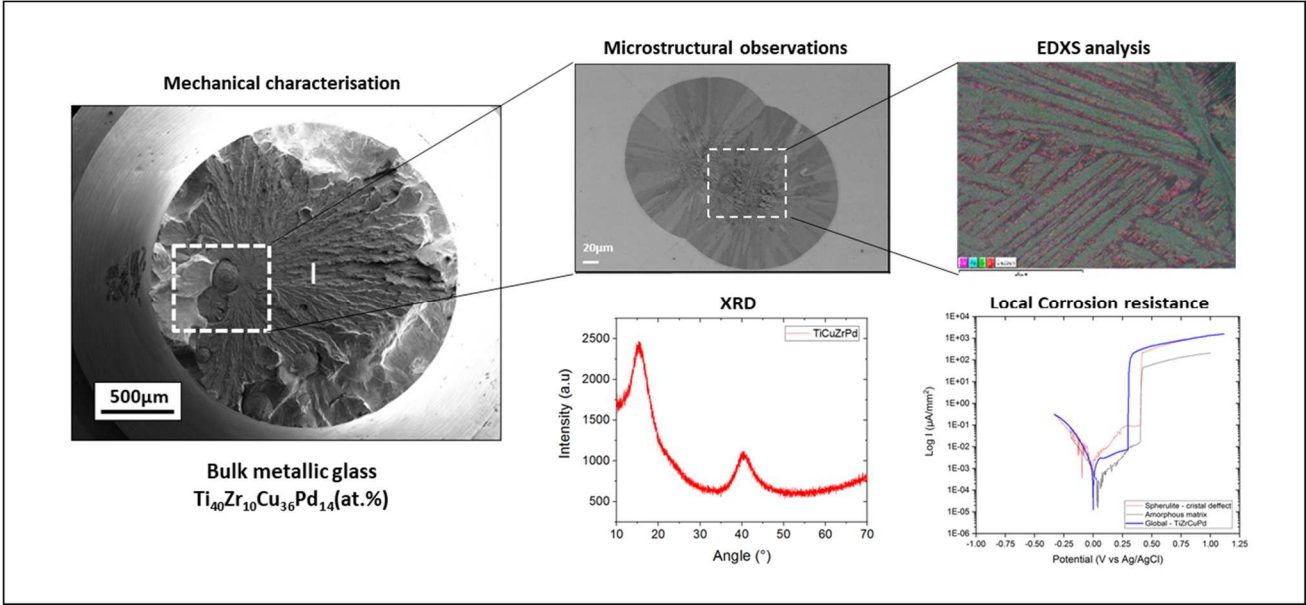 Mechanical characterisation
500µm
Bulk metallic glass
Ti₄₀Zr₁₀Cu₃₆Pd₁₄(at.%)
Microstructural observations
20µm
EDXS analysis
XRD
TiCuZrPd
Intensity (a.u)
2500
2000
1500
1000
500
10 20 30 40 50 60 70
Angle (°)
Local Corrosion resistance
Log I (µA/mm²)
1E+04
1E+03
1E+02
1E+01
1E+00
1E-01
1E-02
1E-03
1E-04
1E-05
1E-06
Spherulite - cristal deffect
Amorphous matrix
Global - TiZrCuPd
-1.00 -0.75 -0.50 -0.25 0.00 0.25 0.50 0.75 1.00 1.25
Potential (V vs Ag/AgCl)